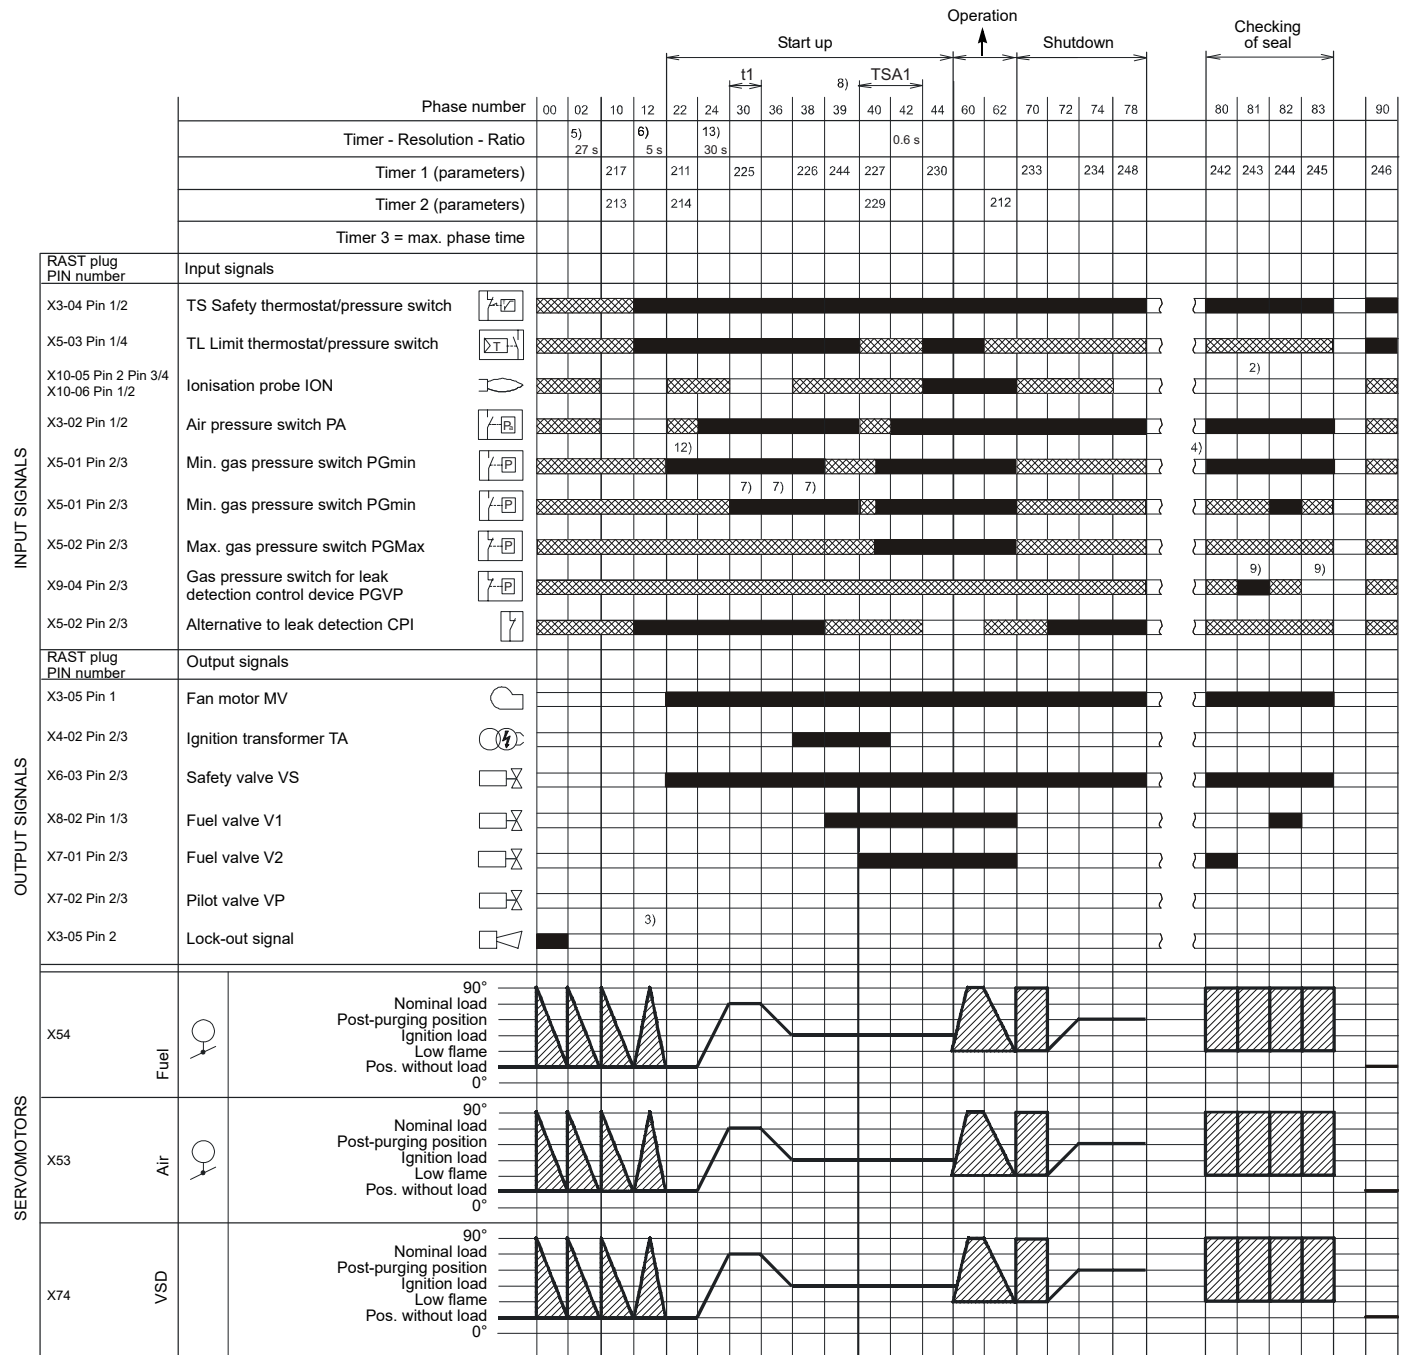 Operation
Start up
Shutdown
Checking
of seal
t1
8)
TSA1
Phase number 00 02 10 12 22 24 30 36 38 39 40 42 44 60 62 70 72 74 78 80 81 82 83 90
Timer - Resolution - Ratio 5) 27 s 6) 5 s 13) 30 s 0.6 s
Timer 1 (parameters) 217 211 225 226 244 227 230 233 234 248 242 243 244 245 246
Timer 2 (parameters) 213 214 229 212
Timer 3 = max. phase time
RAST plug
PIN number
Input signals
INPUT SIGNALS
X3-04 Pin 1/2 TS Safety thermostat/pressure switch
X5-03 Pin 1/4 TL Limit thermostat/pressure switch T
2)
X10-05 Pin 2 Pin 3/4
X10-06 Pin 1/2
Ionisation probe ION
X3-02 Pin 1/2 Air pressure switch PA
12) 4)
X5-01 Pin 2/3 Min. gas pressure switch PGmin P
7) 7) 7)
X5-01 Pin 2/3 Min. gas pressure switch PGmin P
X5-02 Pin 2/3 Max. gas pressure switch PGMax P
9) 9)
X9-04 Pin 2/3 Gas pressure switch for leak
detection control device PGVP P
X5-02 Pin 2/3 Alternative to leak detection CPI
RAST plug
PIN number
Output signals
OUTPUT SIGNALS
X3-05 Pin 1 Fan motor MV
X4-02 Pin 2/3 Ignition transformer TA
X6-03 Pin 2/3 Safety valve VS
X8-02 Pin 1/3 Fuel valve V1
X7-01 Pin 2/3 Fuel valve V2
X7-02 Pin 2/3 Pilot valve VP
3)
X3-05 Pin 2 Lock-out signal
SERVOMOTORS
X54
Fuel
90°
Nominal load
Post-purging position
Ignition load
Low flame
Pos. without load
0°
X53
Air
90°
Nominal load
Post-purging position
Ignition load
Low flame
Pos. without load
0°
X74
VSD
90°
Nominal load
Post-purging position
Ignition load
Low flame
Pos. without load
0°